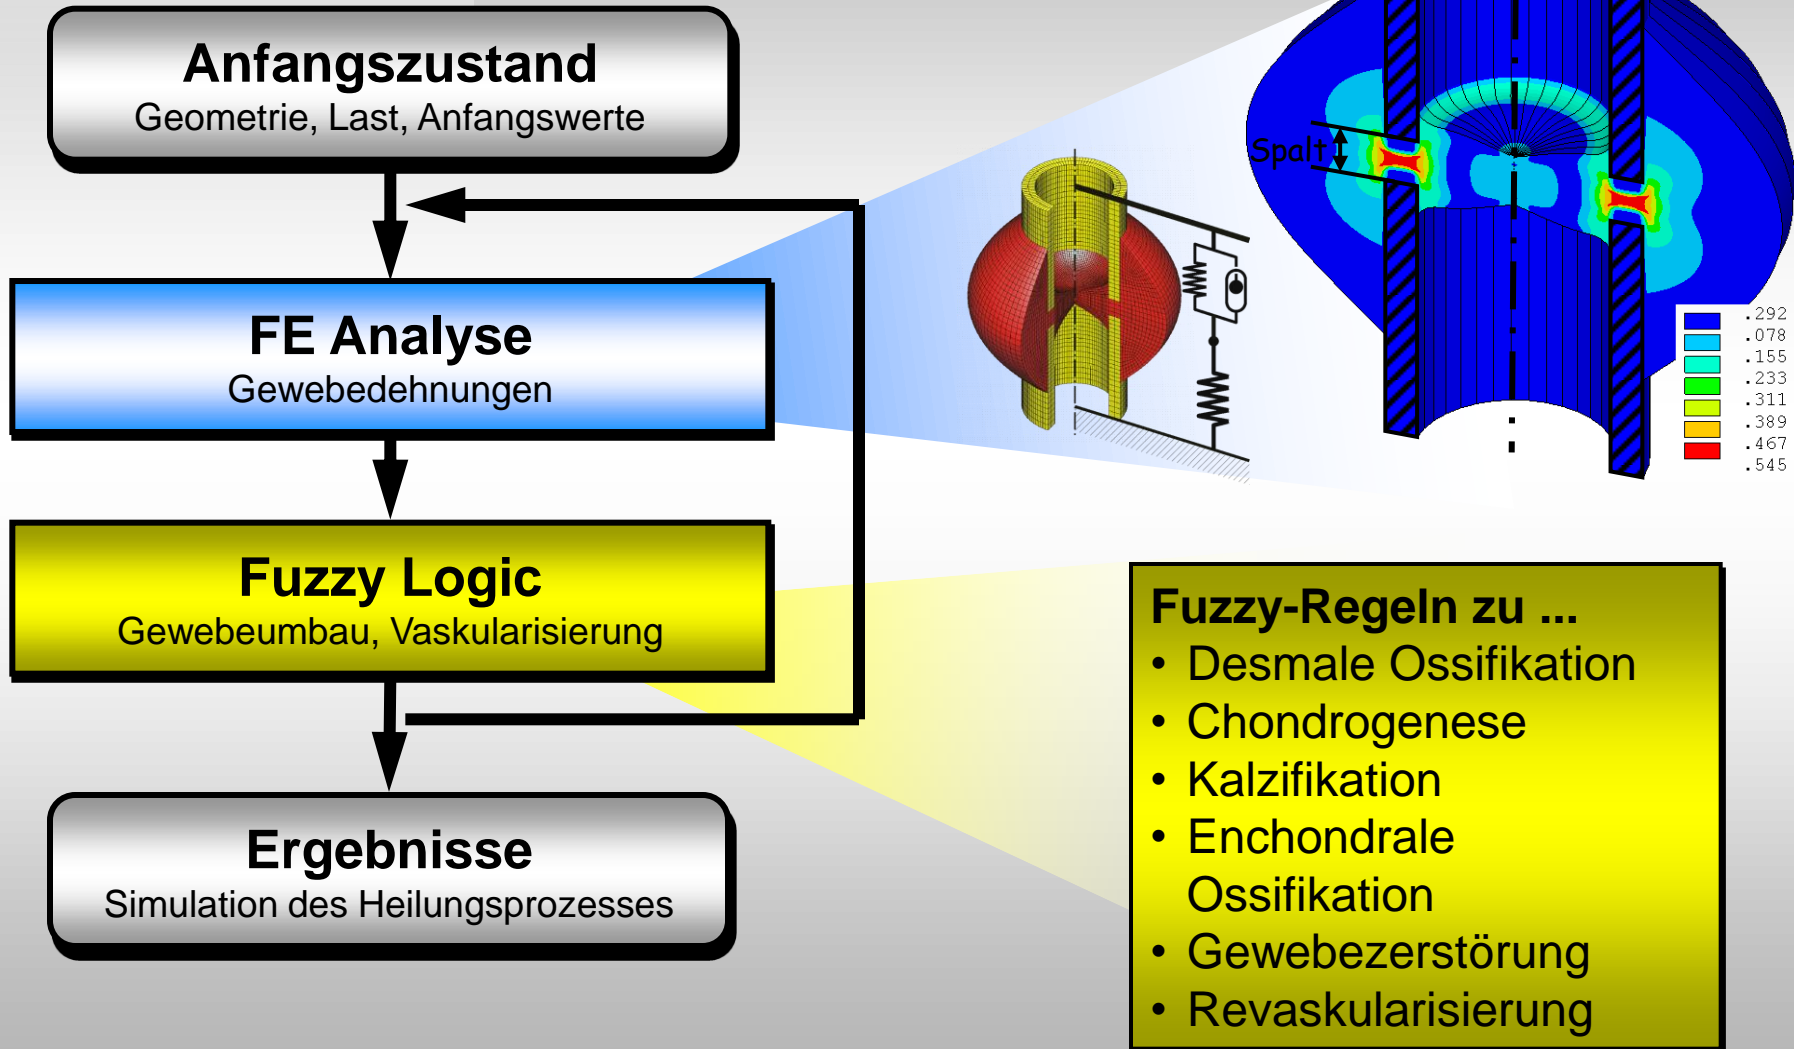 Anfangszustand
Geometrie, Last, Anfangswerte
FE Analyse
Gewebedehnungen
Fuzzy Logic
Gewebeumbau, Vaskularisierung
Ergebnisse
Simulation des Heilungsprozesses
Spalt
.292
.078
.155
.233
.311
.389
.467
.545
Fuzzy-Regeln zu ...
• Desmale Ossifikation
• Chondrogenese
• Kalzifikation
• Enchondrale
Ossifikation
• Gewebezerstörung
• Revaskularisierung